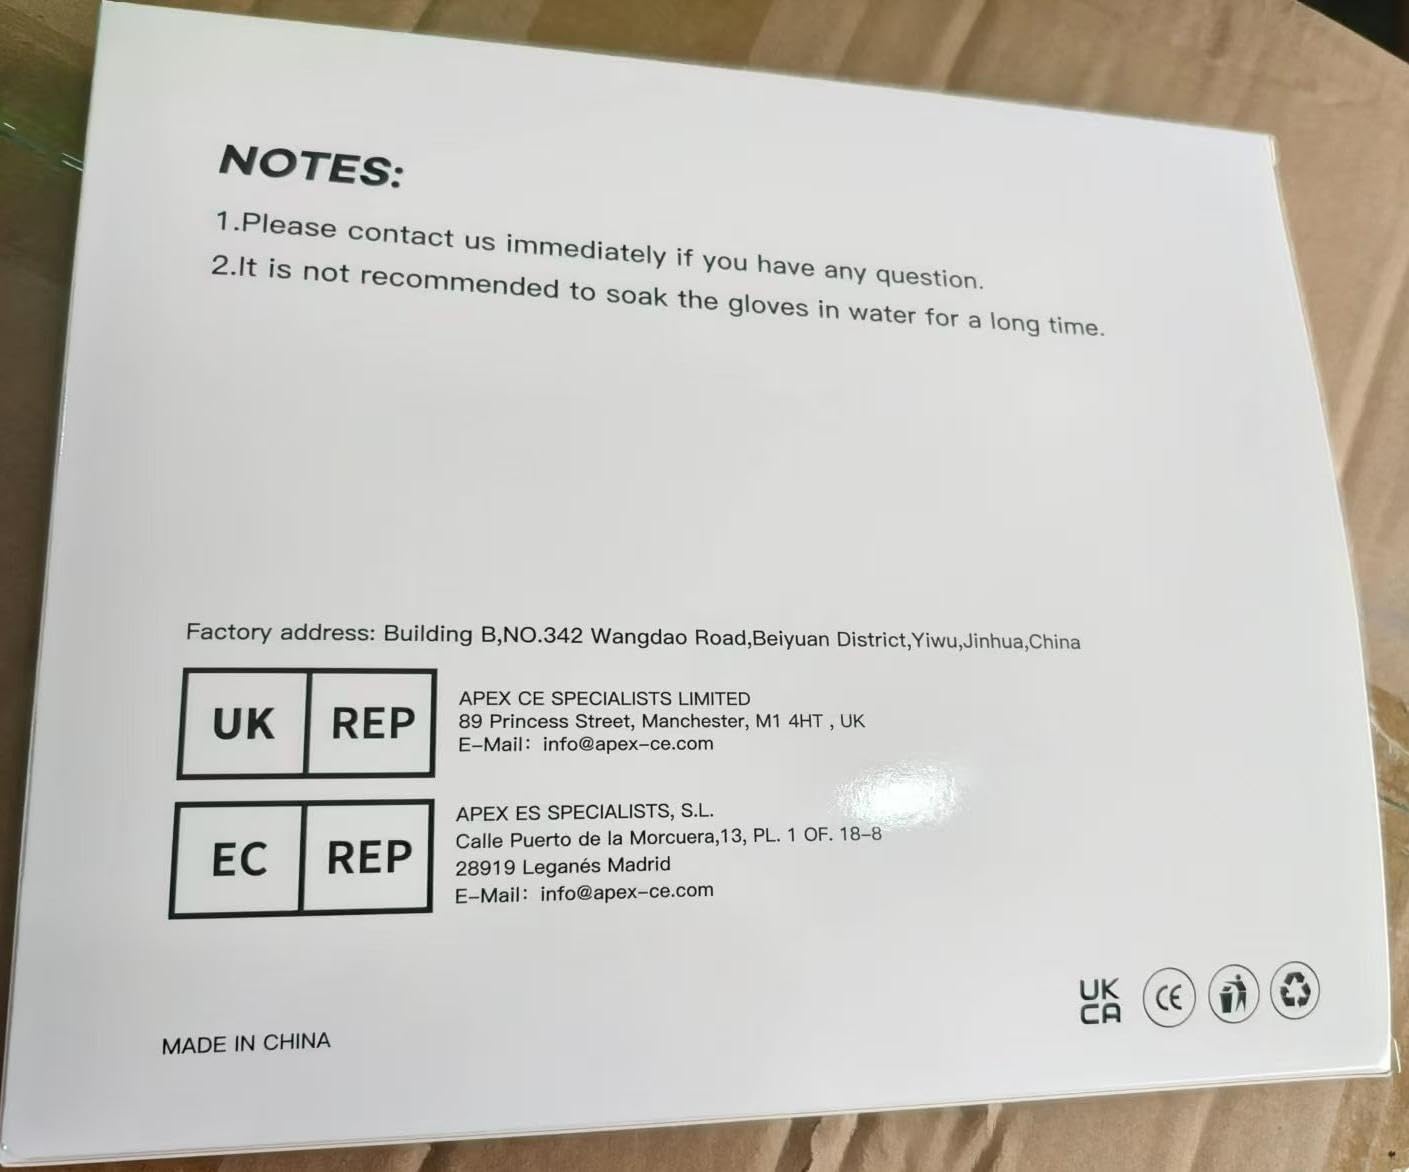 NOTES:
1.Please contact us immediately if you have any question.
2.It is not recommended to soak the gloves in water for a long time.
Factory address: Building B,NO.342 Wangdao Road,Beiyuan District,Yiwu,Jinhua,China
UK REP
APEX CE SPECIALISTS LIMITED
89 Princess Street, Manchester, M1 4HT , UK
E-Mail: info@apex-ce.com
EC REP
APEX ES SPECIALISTS, S.L.
Calle Puerto de la Morcuera,13, PL. 1 OF. 18-8
28919 Leganés Madrid
E-Mail: info@apex-ce.com
UK
CA
CE
MADE IN CHINA